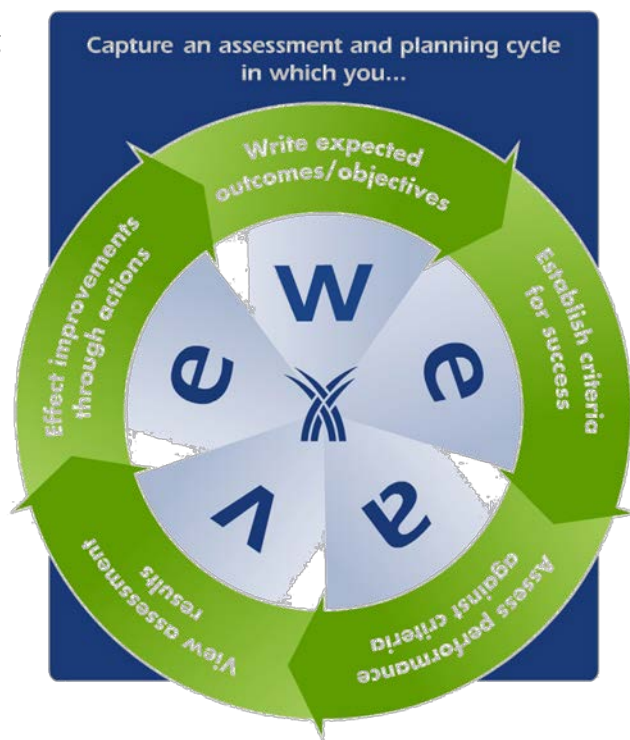 Capture an assessment and planning cycle
in which you...
Write expected
outcomes/objectives
Establish criteria
for success
Assess performance
against criteria
View assessment
results
Effect improvements
through actions
w
e
a
v
e